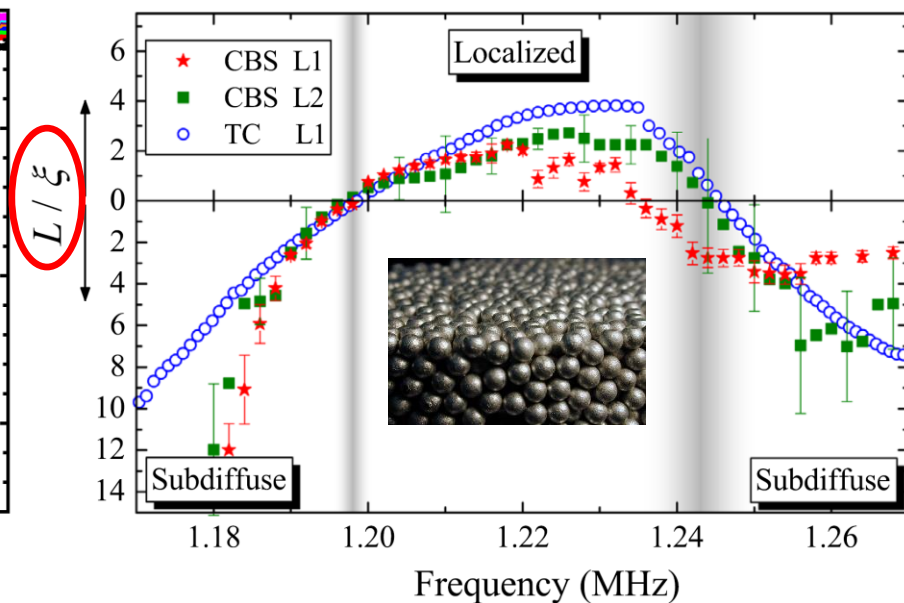 CBS L1
CBS L2
TC L1
Localized
Subdiffuse
Subdiffuse
L / ξ
6
4
2
0
2
4
6
8
10
12
14
1.18
1.20
1.22
1.24
1.26
Frequency (MHz)